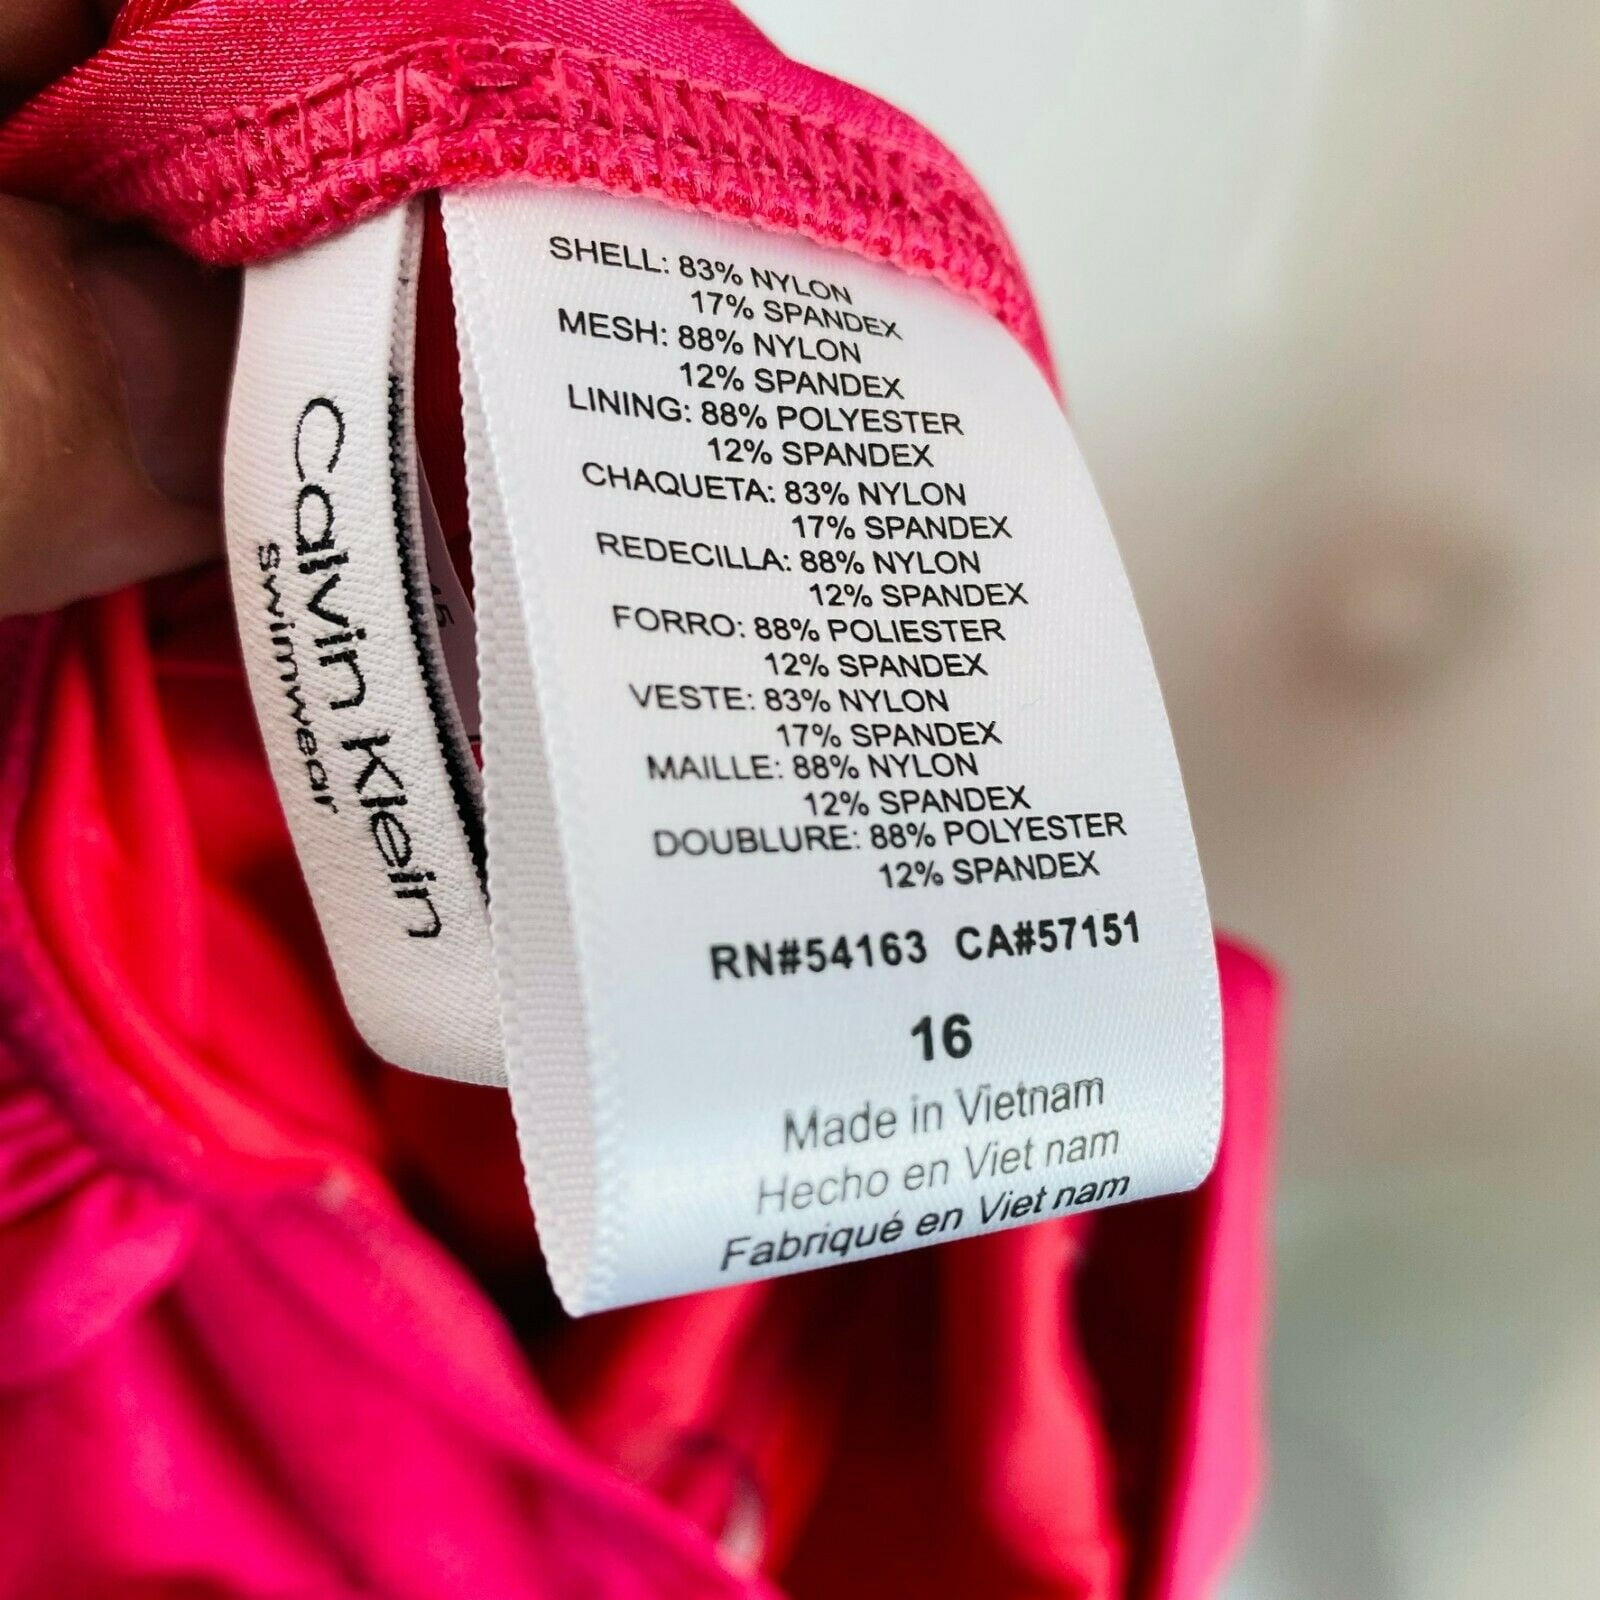 Calvin Klein
Swimwear
SHELL: 83% NYLON
17% SPANDEX
MESH: 88% NYLON
12% SPANDEX
LINING: 88% POLYESTER
12% SPANDEX
CHAQUETA: 83% NYLON
17% SPANDEX
REDECILLA: 88% NYLON
12% SPANDEX
FORRO: 88% POLIESTER
12% SPANDEX
VESTE: 83% NYLON
17% SPANDEX
MAILLE: 88% NYLON
12% SPANDEX
DOUBLURE: 88% POLYESTER
12% SPANDEX
RN#54163 CA#57151
16
Made in Vietnam
Hecho en Viet nam
Fabriqué en Viet nam